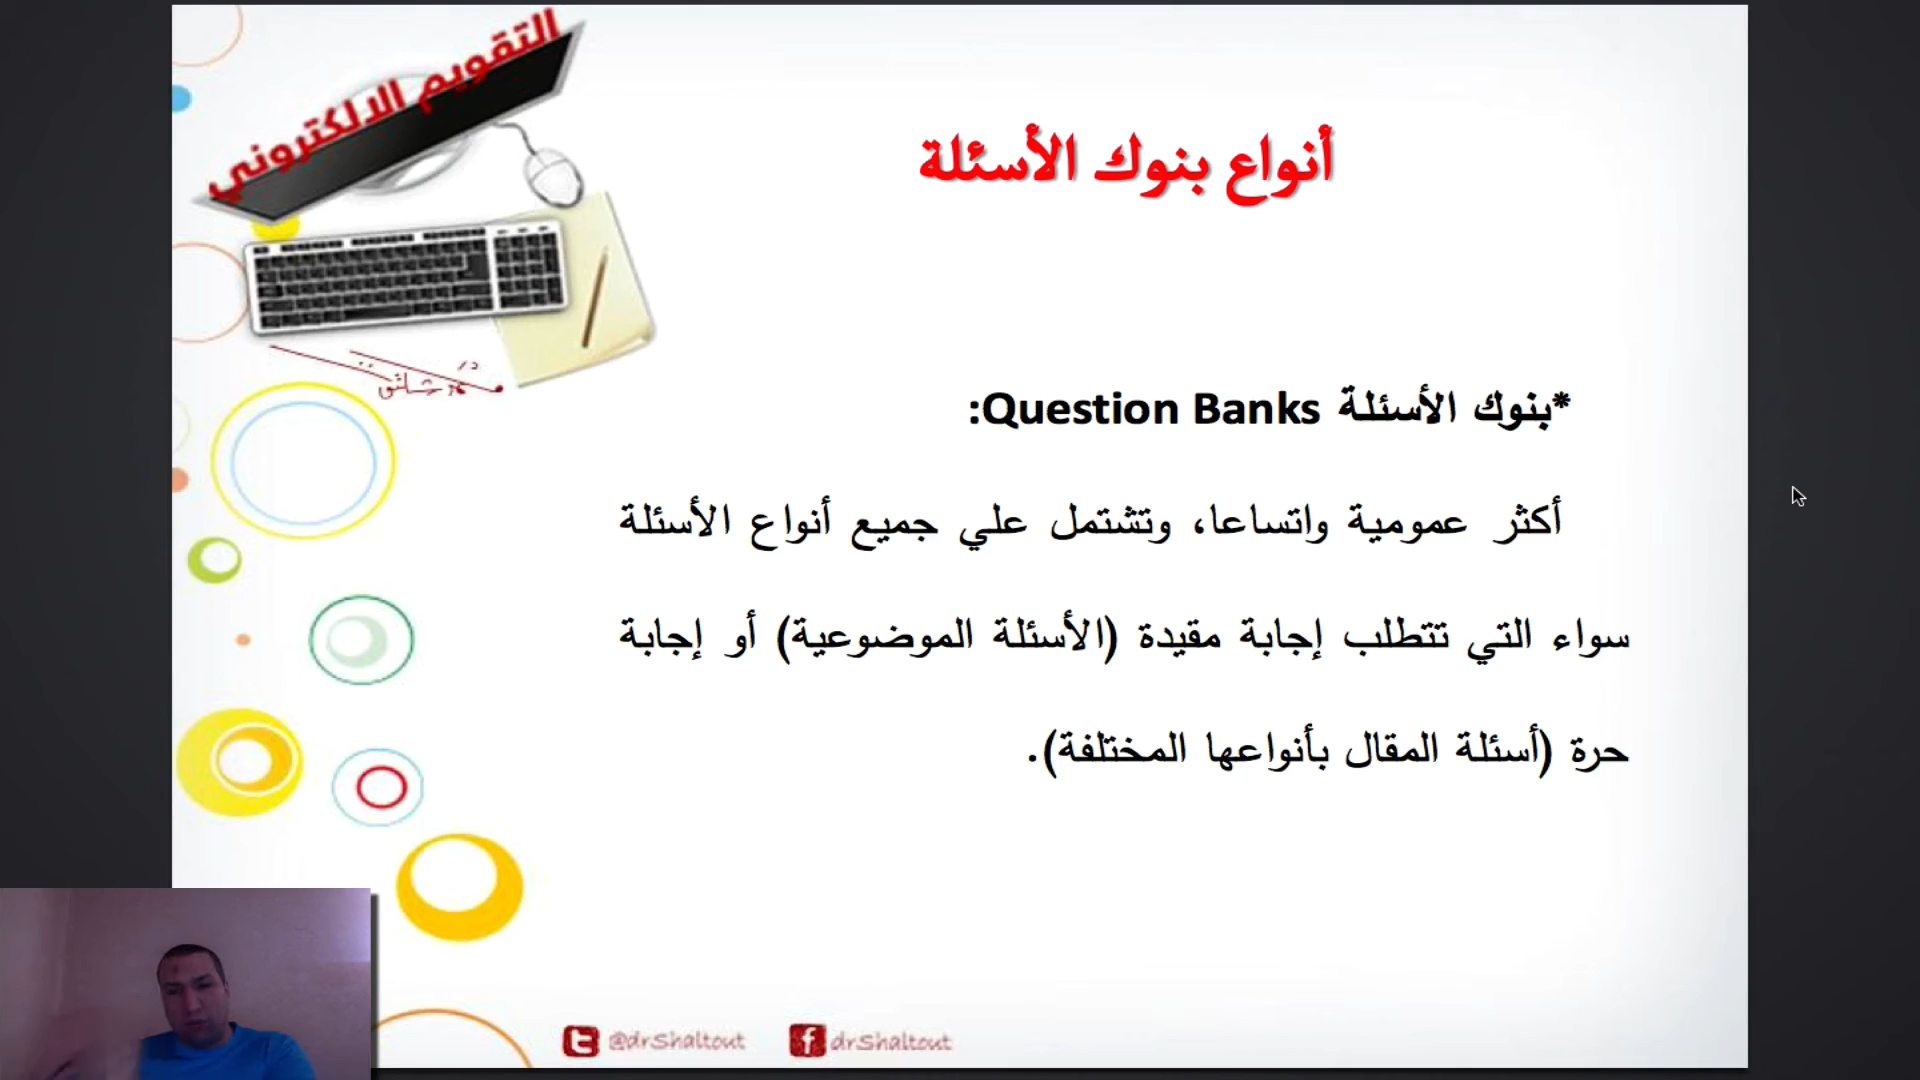 التقويم الالكتروني
أنواع بنوك الأسئلة
*بنوك الأسئلة Question Banks:
أكثر عمومية واتساعا، وتشتمل علي جميع أنواع الأسئلة
سواء التي تتطلب إجابة مقيدة (الأسئلة الموضوعية) أو إجابة
حرة (أسئلة المقال بأنواعها المختلفة).
@drShaltout
drShaltout